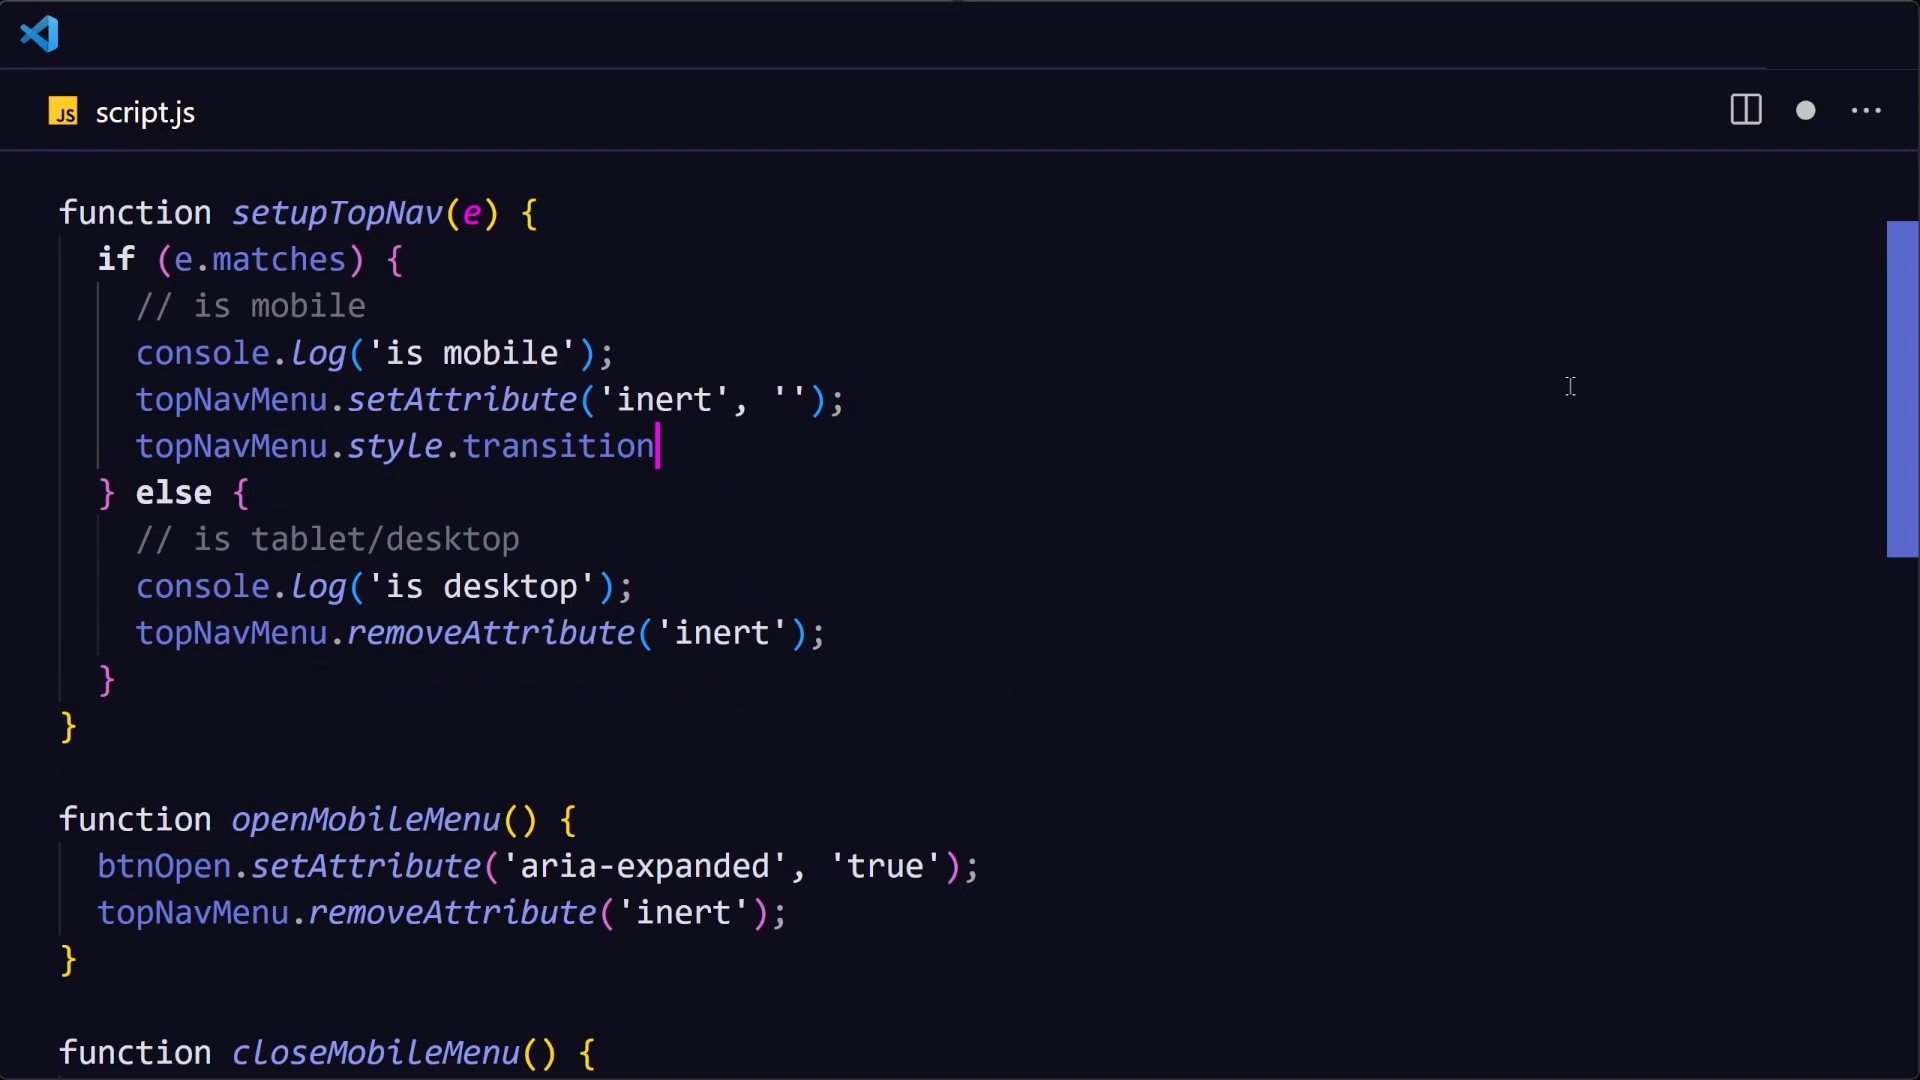 JS script.js
function setupTopNav(e) {
  if (e.matches) {
    // is mobile
    console.log('is mobile');
    topNavMenu.setAttribute('inert', '');
    topNavMenu.style.transition
  } else {
    // is tablet/desktop
    console.log('is desktop');
    topNavMenu.removeAttribute('inert');
  }
}
function openMobileMenu() {
  btnOpen.setAttribute('aria-expanded', 'true');
  topNavMenu.removeAttribute('inert');
}
function closeMobileMenu() {